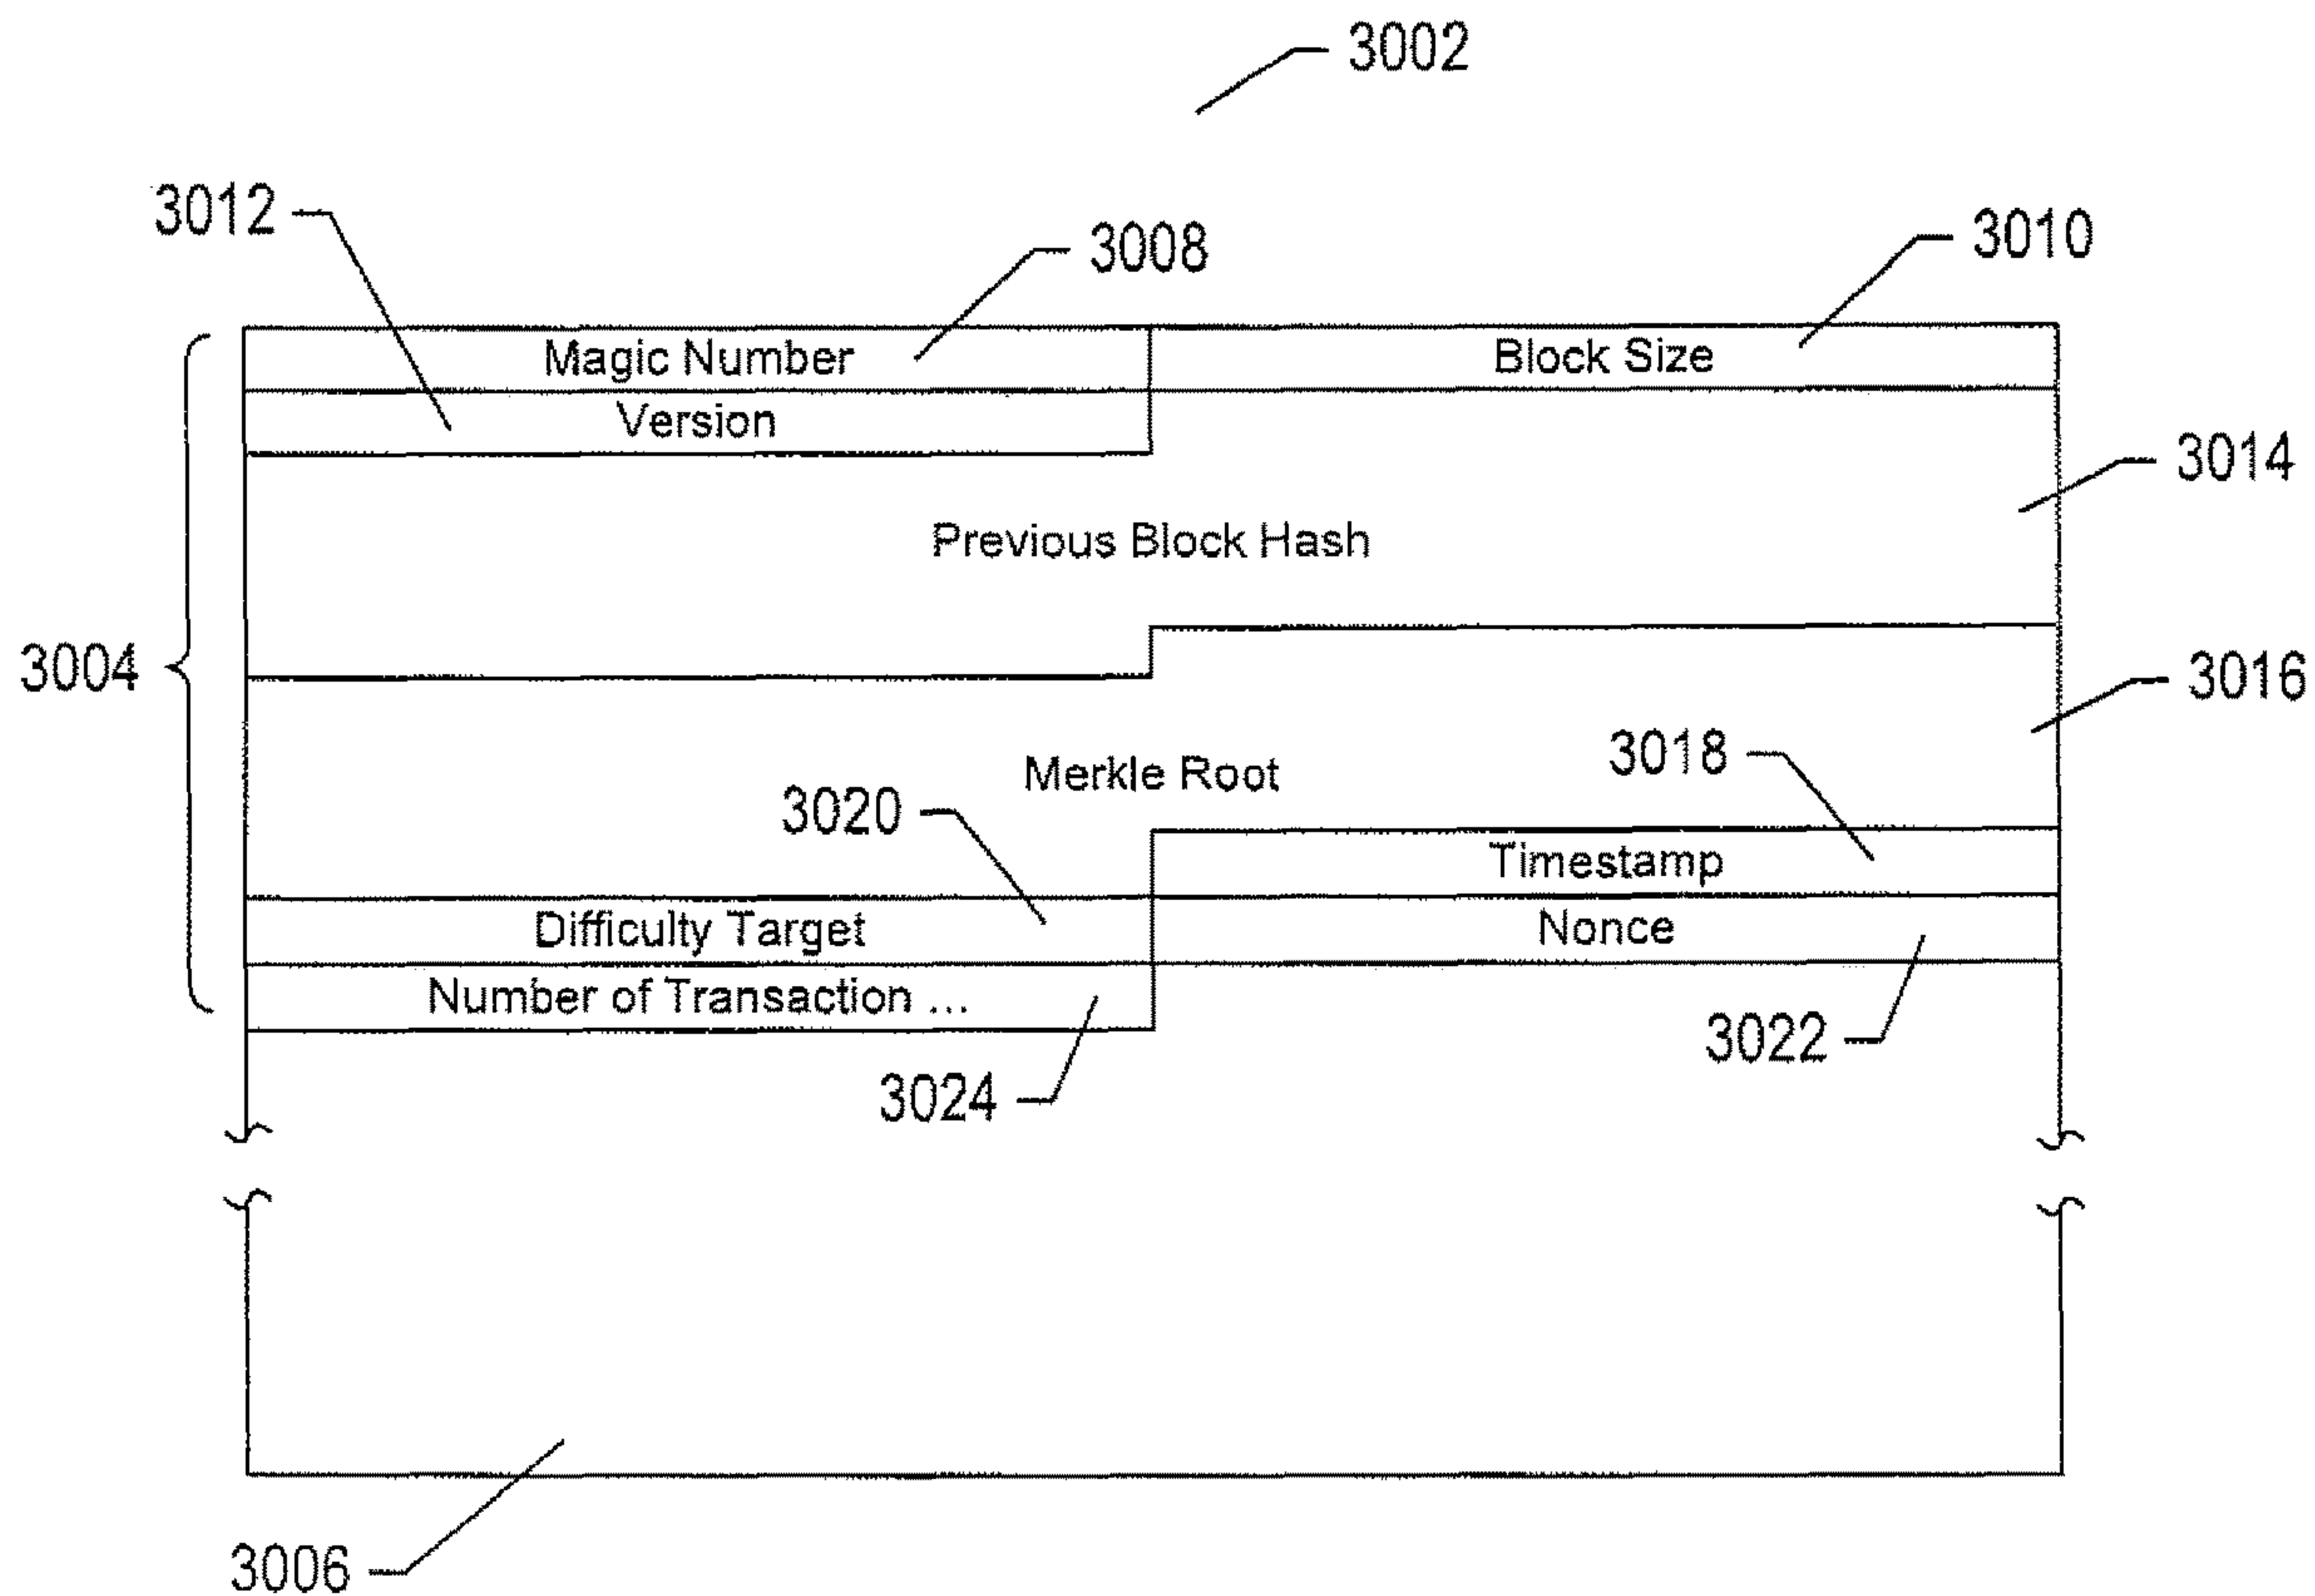 3002
3012
3008
3010
Magic Number
Block Size
Version
3014
Previous Block Hash
3004
3016
3018
Merkle Root
3020
Timestamp
Difficulty Target
Nonce
Number of Transaction ...
3022
3024
3006